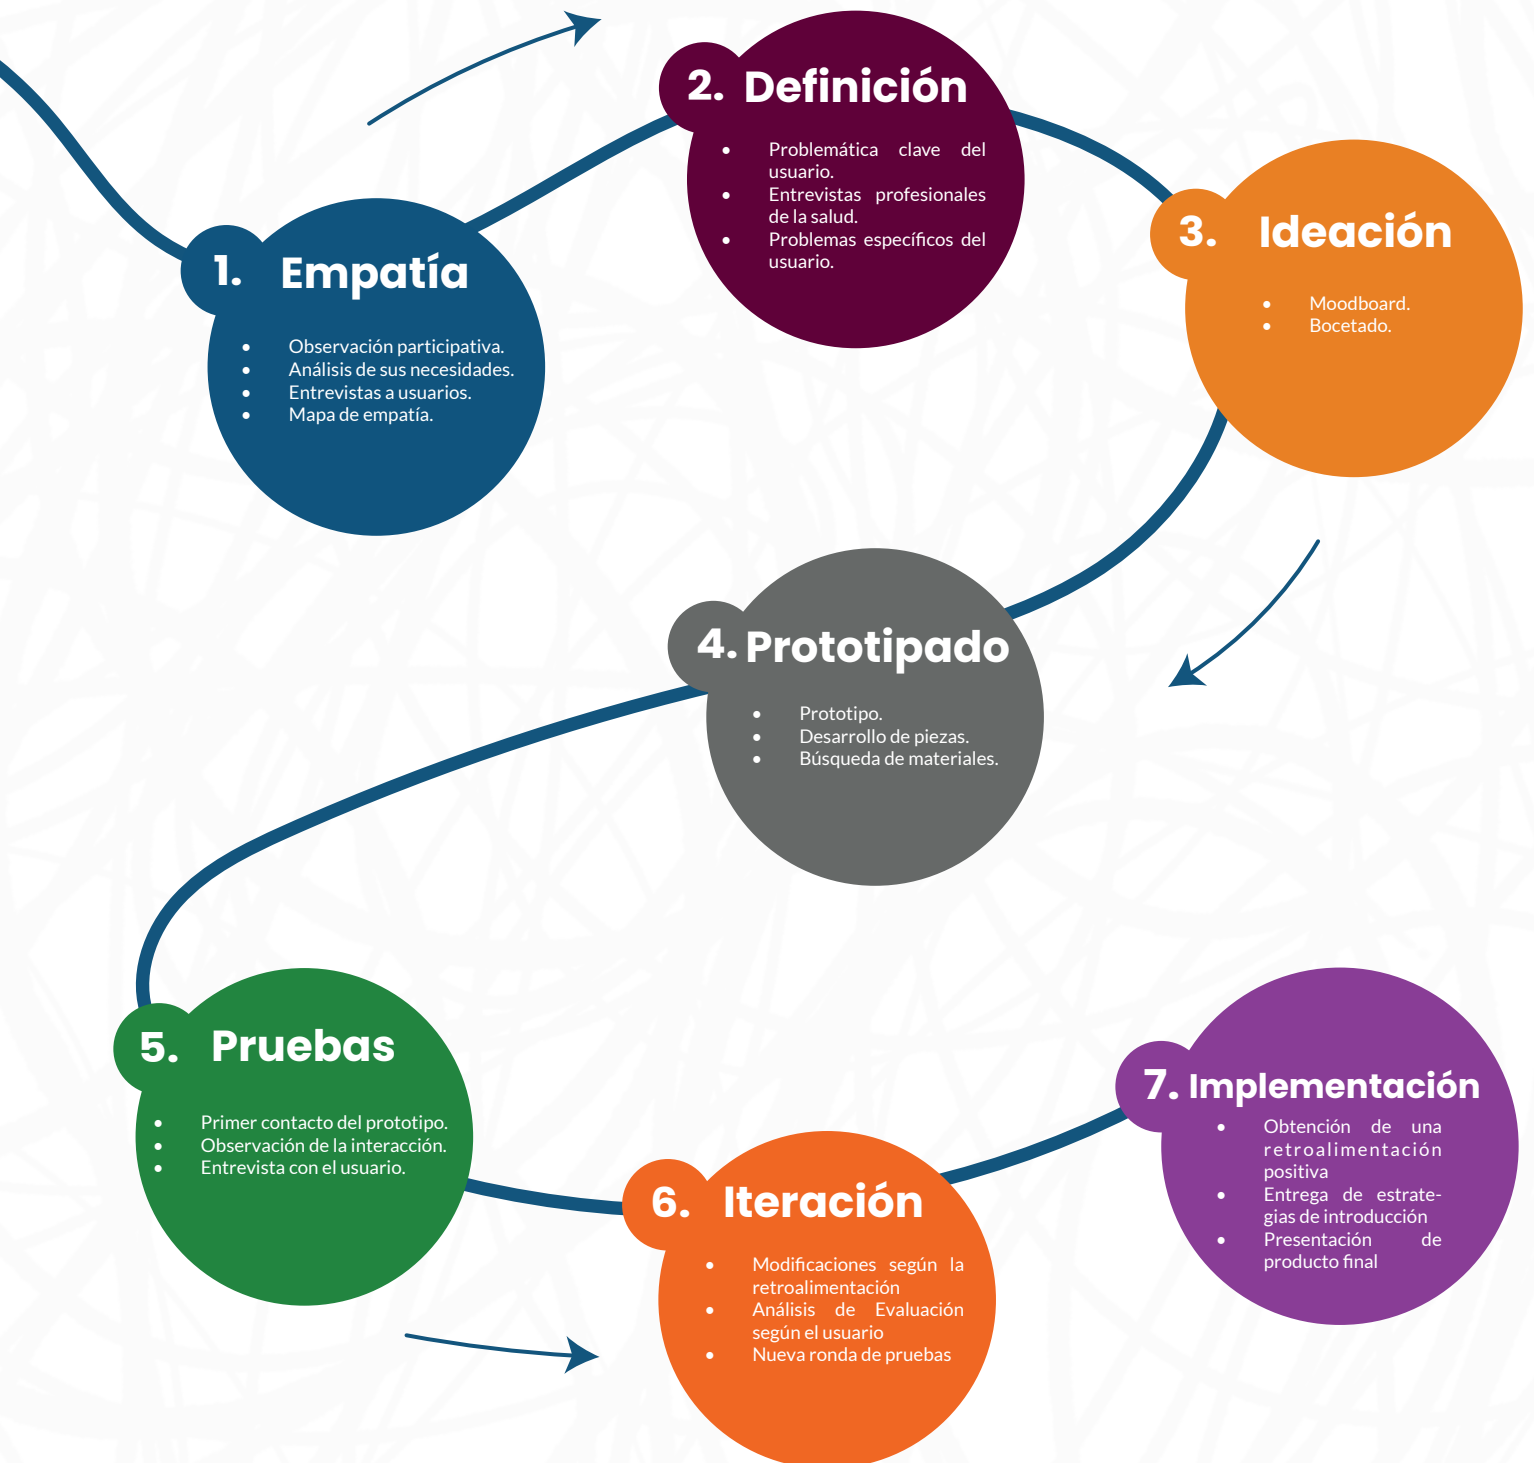 1. Empatía
• Observación participativa.
• Análisis de sus necesidades.
• Entrevistas a usuarios.
• Mapa de empatía.
2. Definición
• Problemática clave del
usuario.
• Entrevistas profesionales
de la salud.
• Problemas específicos del
usuario.
3. Ideación
• Moodboard.
• Bocetado.
4. Prototipado
• Prototipo.
• Desarrollo de piezas.
• Búsqueda de materiales.
5. Pruebas
• Primer contacto del prototipo.
• Observación de la interacción.
• Entrevista con el usuario.
6. Iteración
• Modificaciones según la
retroalimentación
• Análisis de Evaluación
según el usuario
• Nueva ronda de pruebas
7. Implementación
• Obtención de una
retroalimentación
positiva
• Entrega de estrate-
gias de introducción
• Presentación de
producto final